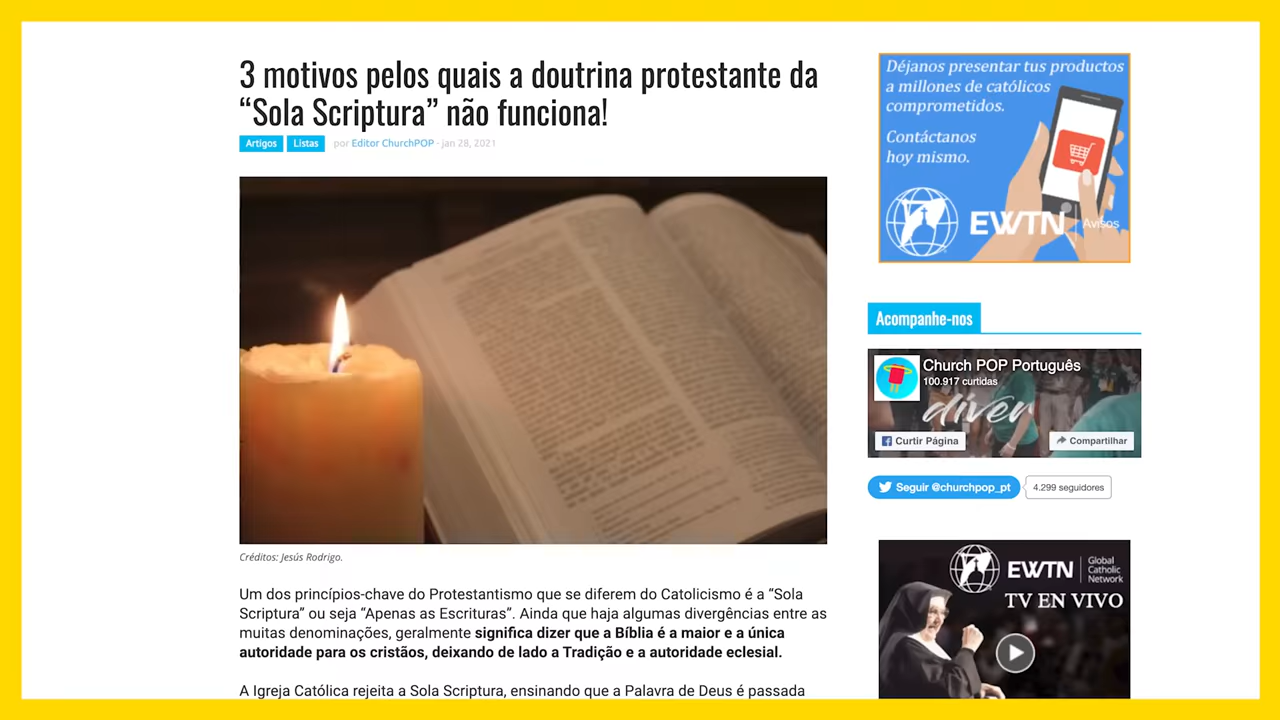 3 motivos pelos quais a doutrina protestante da
“Sola Scriptura” não funciona!
Artigos Listas por Editor ChurchPOP - jan 28, 2021
Créditos: Jesús Rodrigo.
Um dos princípios-chave do Protestantismo que se diferem do Catolicismo é a “Sola
Scriptura” ou seja “Apenas as Escrituras”. Ainda que haja algumas divergências entre as
muitas denominações, geralmente significa dizer que a Bíblia é a maior e a única
autoridade para os cristãos, deixando de lado a Tradição e a autoridade eclesial.
A Igreja Católica rejeita a Sola Scriptura, ensinando que a Palavra de Deus é passada
Déjanos presentar tus productos
a millones de católicos
comprometidos.
Contáctanos
hoy mismo.
EWTN Avisos
Acompanhe-nos
Church POP Português
100.917 curtidas
diver
Curtir Página Compartilhar
Seguir @churchpop_pt 4.299 seguidores
EWTN Global
Catholic
Network
TV EN VIVO